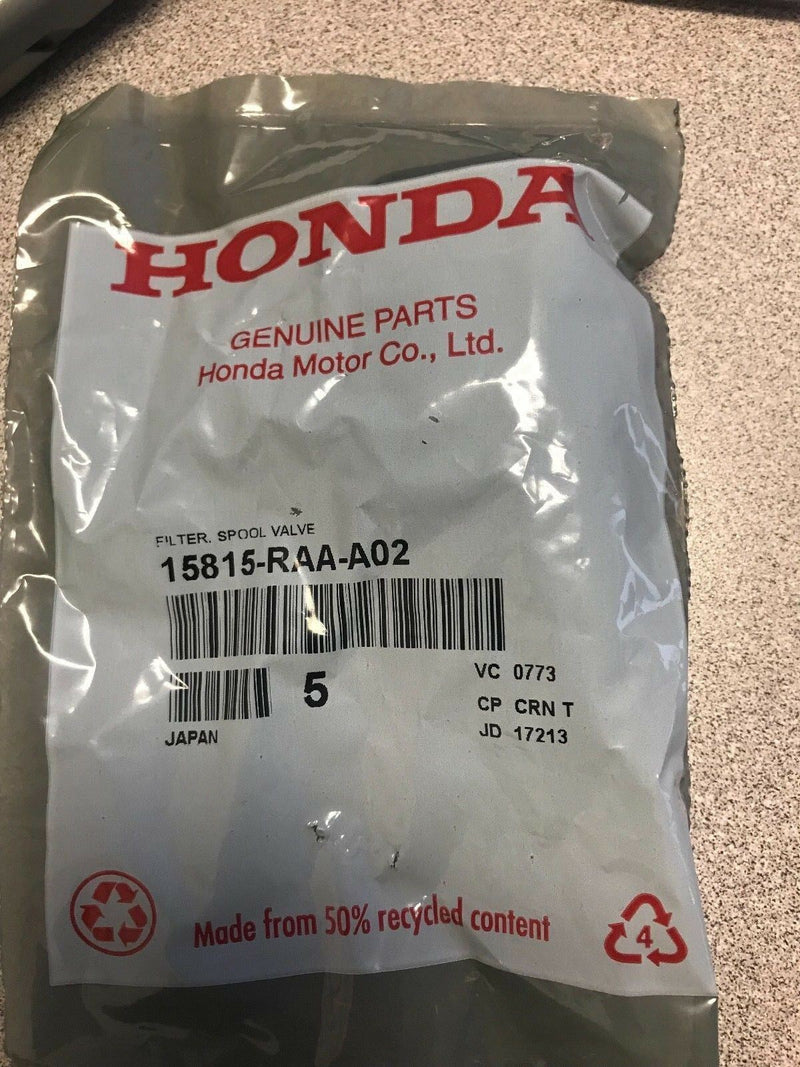 HONDA
GENUINE PARTS
Honda Motor Co., Ltd.
FILTER. SPOOL VALVE
15815-RAA-A02
5
VC 0773
CP CRN T
JAPAN
JD 17213
Made from 50% recycled content
4